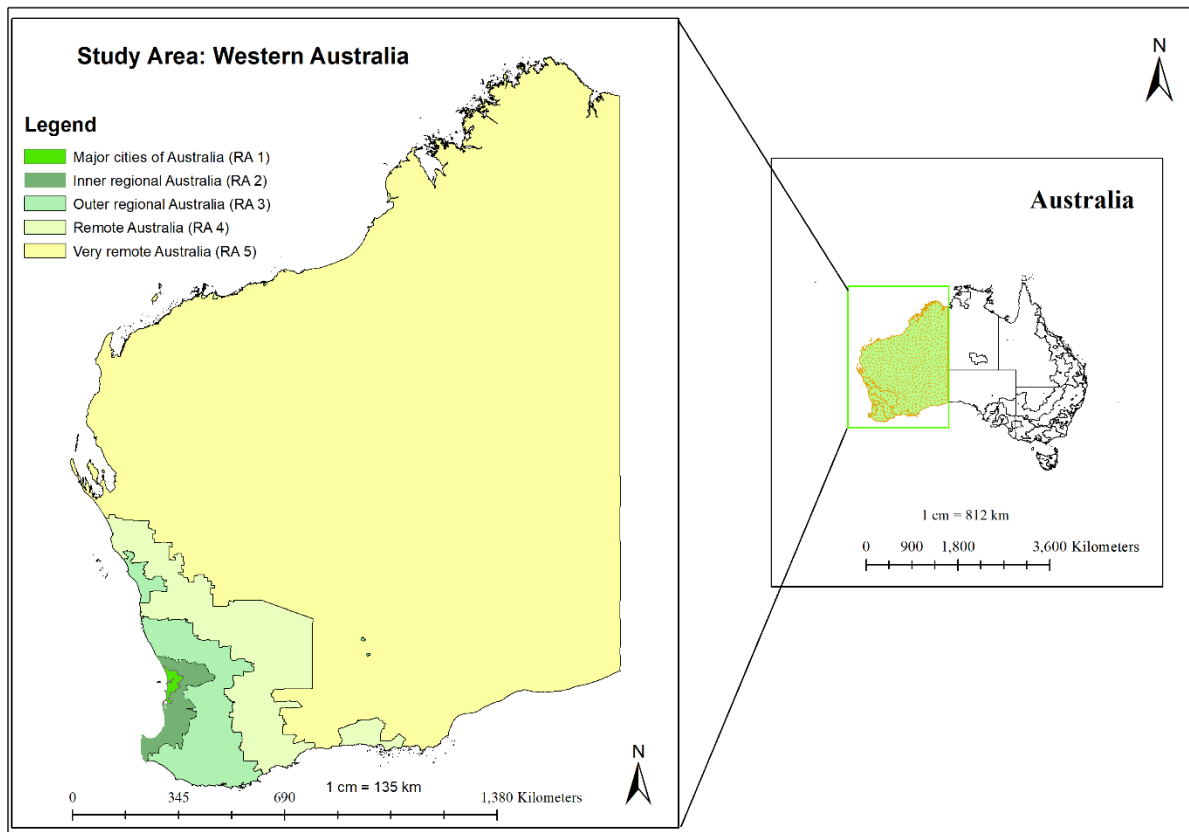 Study Area: Western Australia
Legend
Major cities of Australia (RA 1)
Inner regional Australia (RA 2)
Outer regional Australia (RA 3)
Remote Australia (RA 4)
Very remote Australia (RA 5)
N
1 cm = 135 km
0 345 690 1,380 Kilometers
N
Australia
1 cm = 812 km
0 900 1,800 3,600 Kilometers